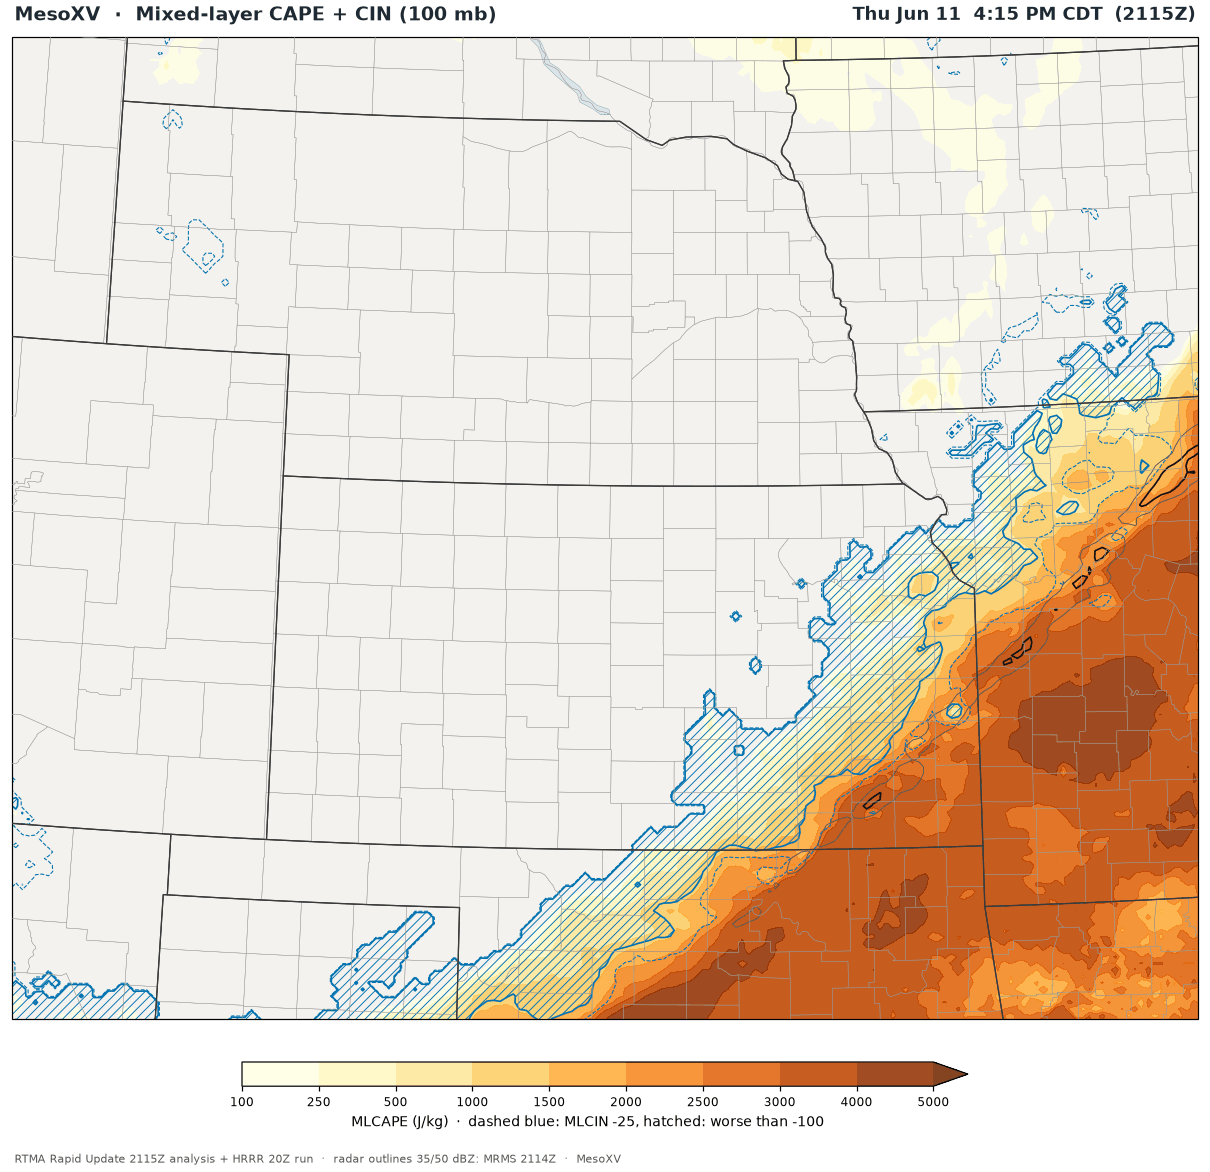 MesoXV · Mixed-layer CAPE + CIN (100 mb)
Thu Jun 11 4:15 PM CDT (2115Z)
100 250 500 1000 1500 2000 2500 3000 4000 5000
MLCAPE (J/kg) · dashed blue: MLCIN -25, hatched: worse than -100
RTMA Rapid Update 2115Z analysis + HRRR 20Z run · radar outlines 35/50 dBZ: MRMS 2114Z · MesoXV